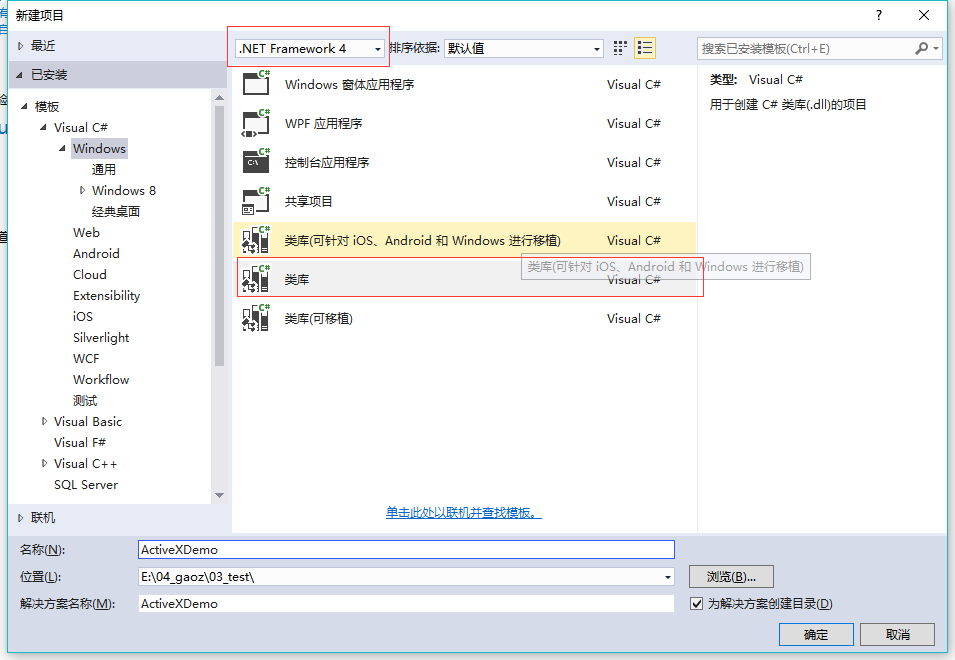 新建项目
?
最近
.NET Framework 4
排序依据:
默认值
搜索已安装模板(Ctrl+E)
已安装
模板
Visual C#
Windows
通用
Windows 8
经典桌面
Web
Android
Cloud
Extensibility
iOS
Silverlight
WCF
Workflow
测试
Visual Basic
Visual F#
Visual C++
SQL Server
联机
Windows 窗体应用程序 Visual C#
WPF 应用程序 Visual C#
控制台应用程序 Visual C#
共享项目 Visual C#
类库(可针对 iOS、Android 和 Windows 进行移植) Visual C#
类库(可针对 iOS、Android 和 Windows 进行移植)
类库 Visual C#
类库(可移植) Visual C#
单击此处以联机并查找模板。
类型: Visual C#
用于创建 C# 类库(.dll)的项目
名称(N): ActiveXDemo
位置(L): E:\04_gaoz\03_test\ 浏览(B)...
解决方案名称(M): ActiveXDemo 为解决方案创建目录(D)
确定 取消